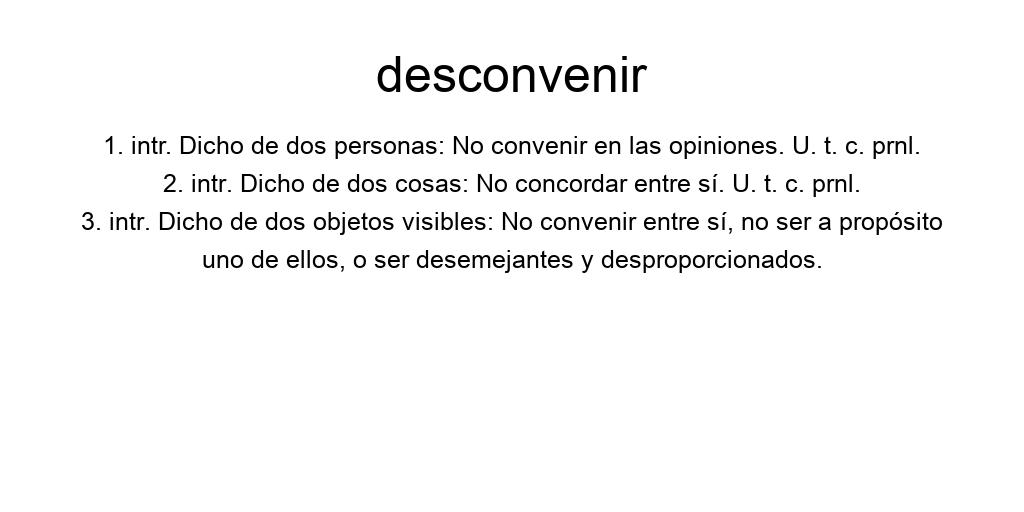 desconvenir
1. intr. Dicho de dos personas: No convenir en las opiniones. U. t. c. prnl.
2. intr. Dicho de dos cosas: No concordar entre sí. U. t. c. prnl.
3. intr. Dicho de dos objetos visibles: No convenir entre sí, no ser a propósito
uno de ellos, o ser desemejantes y desproporcionados.